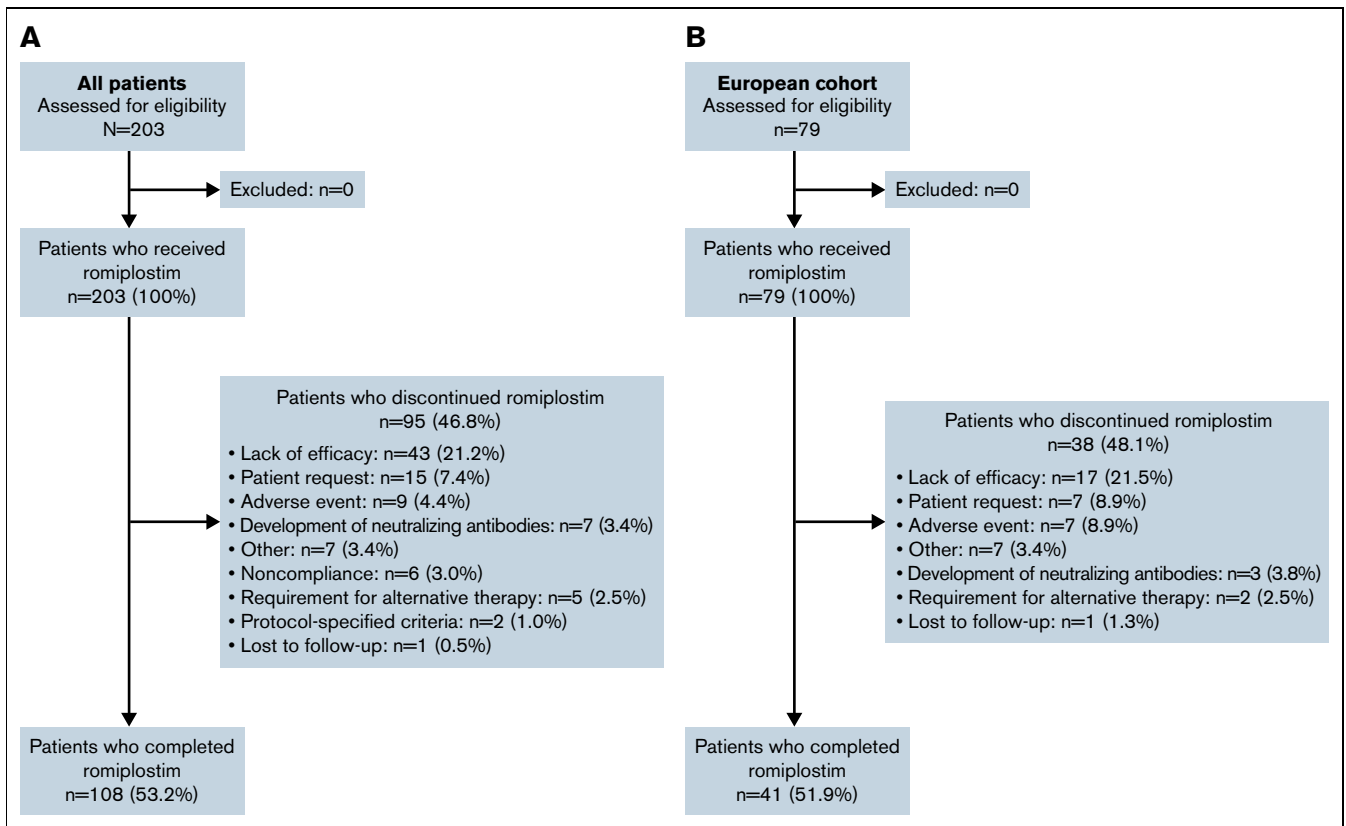 A
All patients
Assessed for eligibility
N=203
Excluded: n=0
Patients who received
romiplostim
n=203 (100%)
Patients who discontinued romiplostim
n=95 (46.8%)
• Lack of efficacy: n=43 (21.2%)
• Patient request: n=15 (7.4%)
• Adverse event: n=9 (4.4%)
• Development of neutralizing antibodies: n=7 (3.4%)
• Other: n=7 (3.4%)
• Noncompliance: n=6 (3.0%)
• Requirement for alternative therapy: n=5 (2.5%)
• Protocol-specified criteria: n=2 (1.0%)
• Lost to follow-up: n=1 (0.5%)
Patients who completed
romiplostim
n=108 (53.2%)
B
European cohort
Assessed for eligibility
n=79
Excluded: n=0
Patients who received
romiplostim
n=79 (100%)
Patients who discontinued romiplostim
n=38 (48.1%)
• Lack of efficacy: n=17 (21.5%)
• Patient request: n=7 (8.9%)
• Adverse event: n=7 (8.9%)
• Other: n=7 (3.4%)
• Development of neutralizing antibodies: n=3 (3.8%)
• Requirement for alternative therapy: n=2 (2.5%)
• Lost to follow-up: n=1 (1.3%)
Patients who completed
romiplostim
n=41 (51.9%)